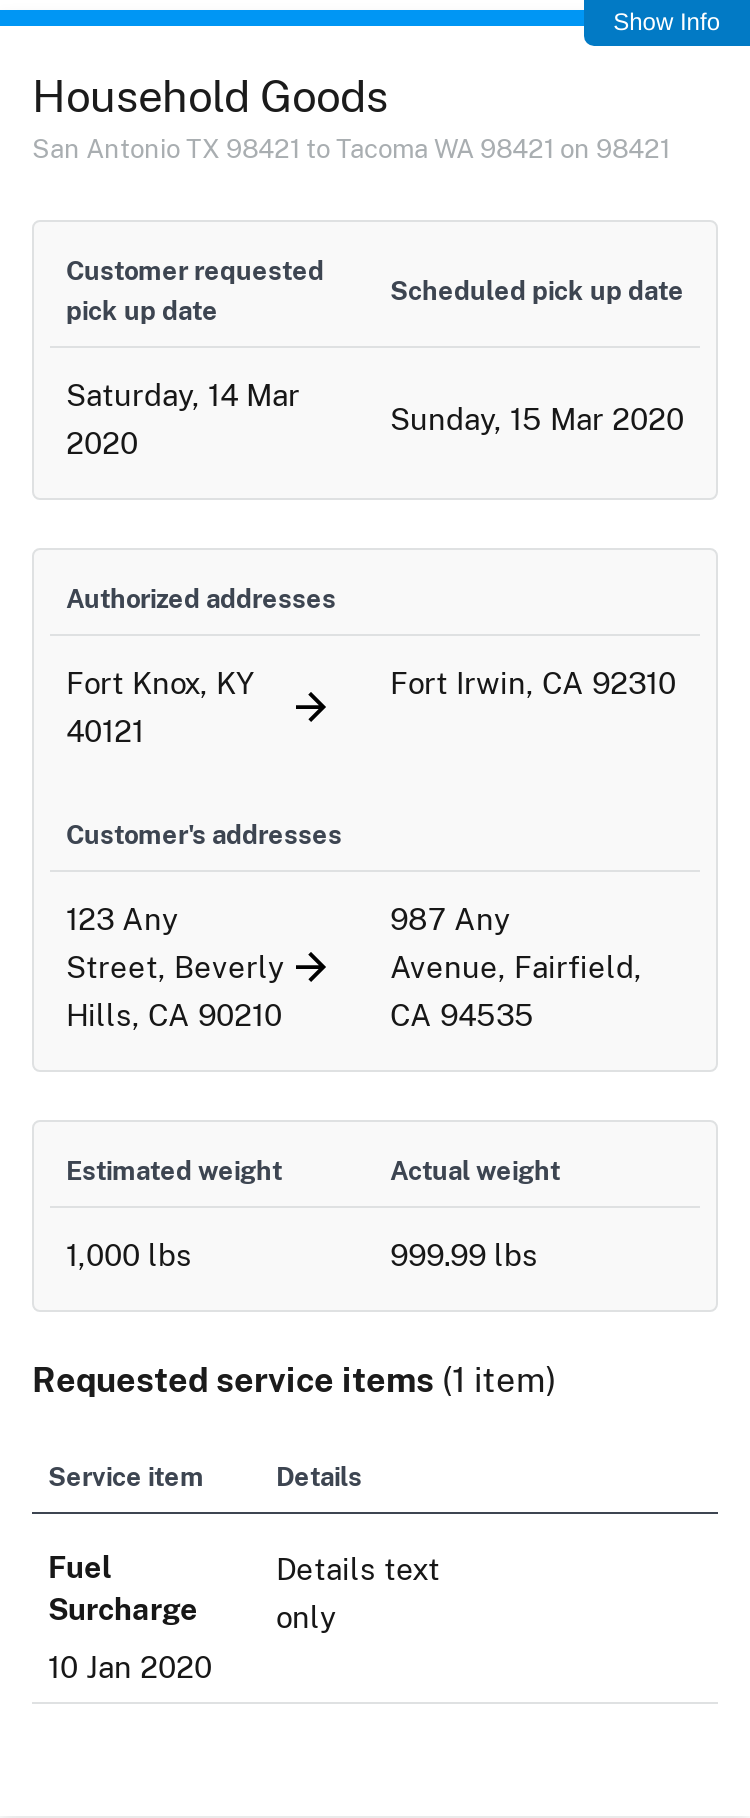 Show Info
Household Goods
San Antonio TX 98421 to Tacoma WA 98421 on 98421
Customer requested
pick up date
Scheduled pick up date
Saturday, 14 Mar
2020
Sunday, 15 Mar 2020
Authorized addresses
Fort Knox, KY
40121
Fort Irwin, CA 92310
Customer's addresses
123 Any
Street, Beverly
Hills, CA 90210
987 Any
Avenue, Fairfield,
CA 94535
Estimated weight
Actual weight
1,000 lbs
999.99 lbs
Requested service items (1 item)
Service item
Details
Fuel
Surcharge
10 Jan 2020
Details text
only